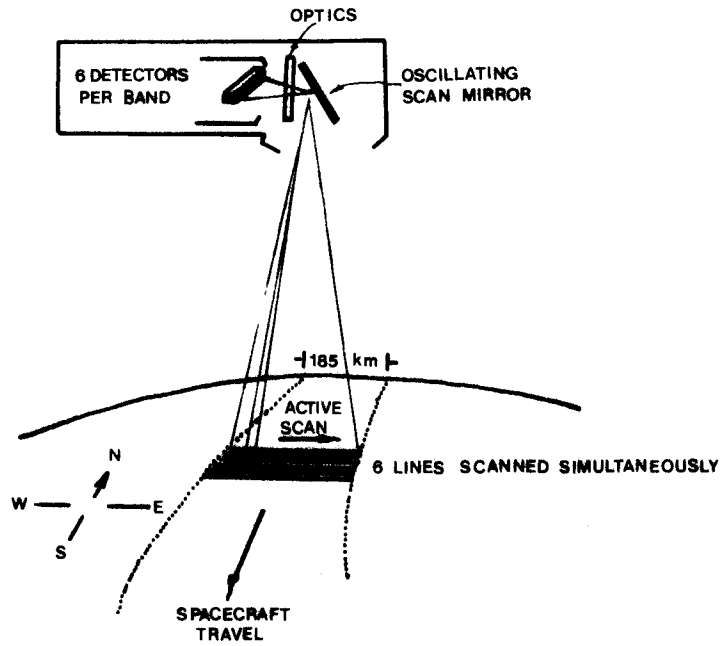 OPTICS
6 DETECTORS
PER BAND
OSCILLATING
SCAN MIRROR
185 km
ACTIVE
SCAN
6 LINES SCANNED SIMULTANEOUSLY
N
W
E
S
SPACECRAFT
TRAVEL